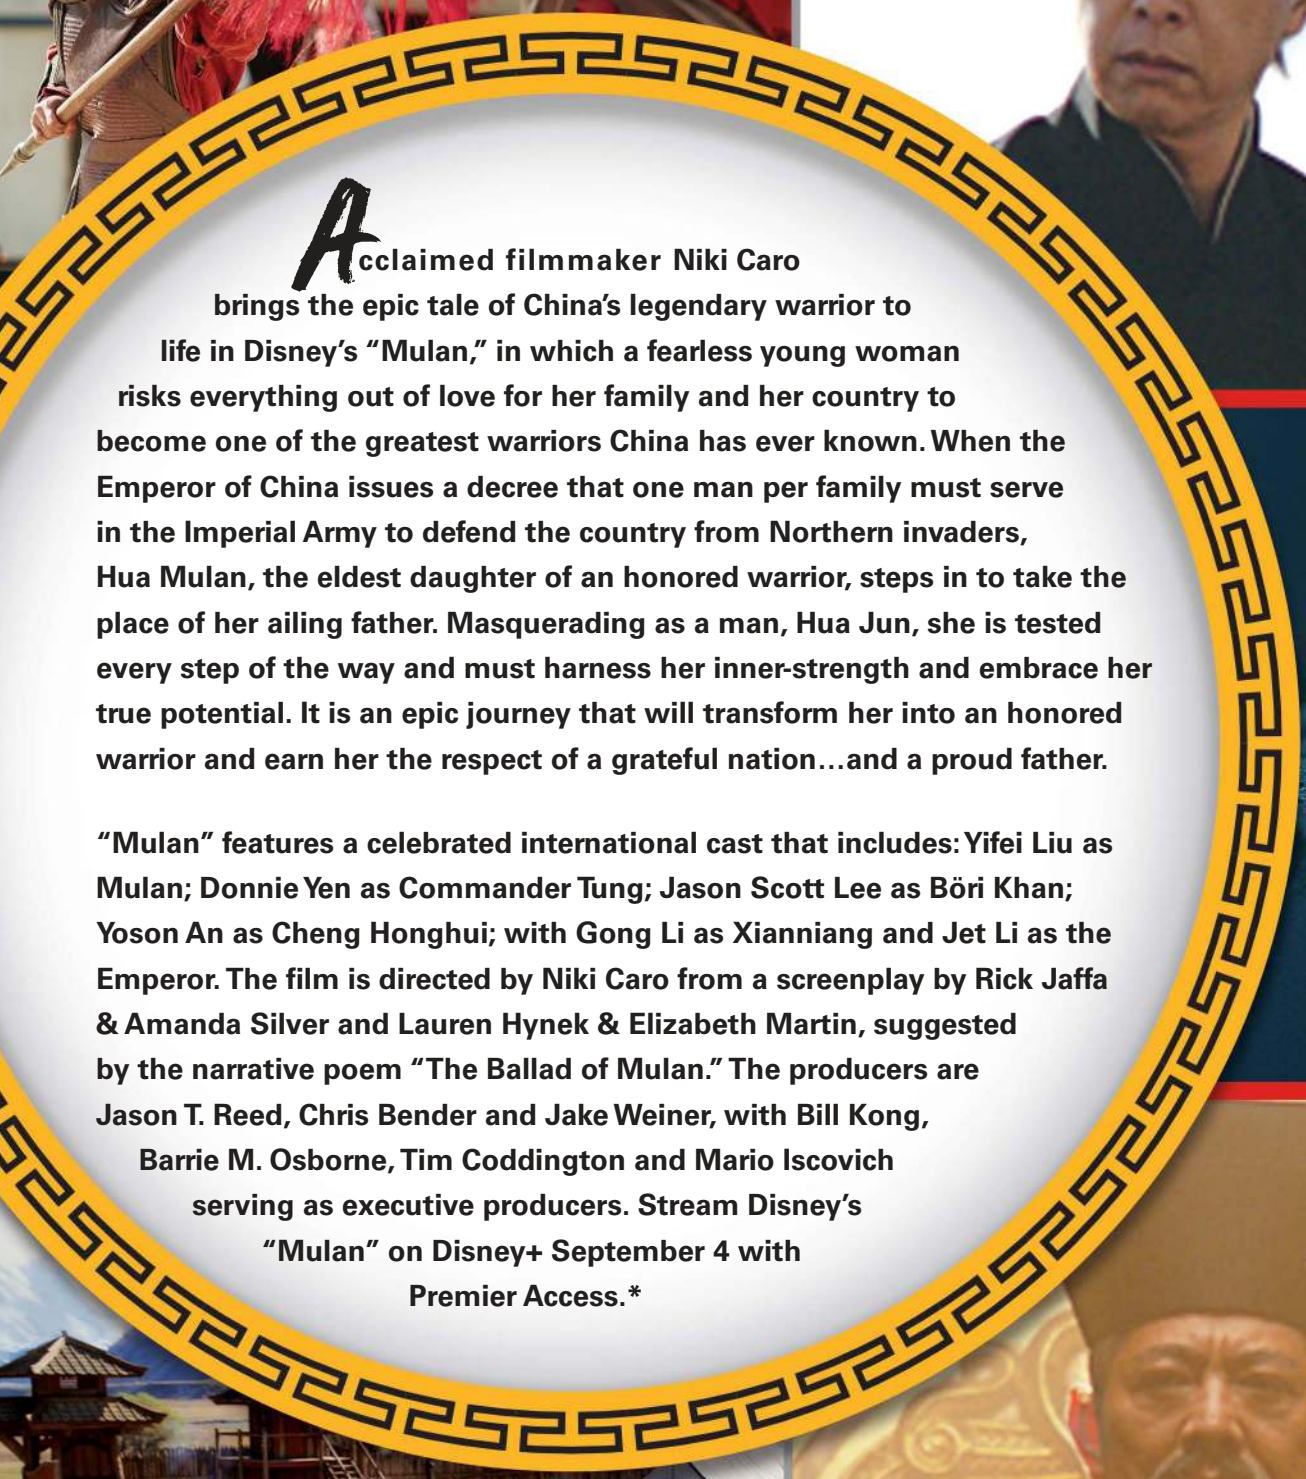 Acclaimed filmmaker Niki Caro
brings the epic tale of China’s legendary warrior to
life in Disney’s “Mulan,” in which a fearless young woman
risks everything out of love for her family and her country to
become one of the greatest warriors China has ever known. When the
Emperor of China issues a decree that one man per family must serve
in the Imperial Army to defend the country from Northern invaders,
Hua Mulan, the eldest daughter of an honored warrior, steps in to take the
place of her ailing father. Masquerading as a man, Hua Jun, she is tested
every step of the way and must harness her inner-strength and embrace her
true potential. It is an epic journey that will transform her into an honored
warrior and earn her the respect of a grateful nation…and a proud father.
“Mulan” features a celebrated international cast that includes: Yifei Liu as
Mulan; Donnie Yen as Commander Tung; Jason Scott Lee as Böri Khan;
Yoson An as Cheng Honghui; with Gong Li as Xianniang and Jet Li as the
Emperor. The film is directed by Niki Caro from a screenplay by Rick Jaffa
& Amanda Silver and Lauren Hynek & Elizabeth Martin, suggested
by the narrative poem “The Ballad of Mulan.” The producers are
Jason T. Reed, Chris Bender and Jake Weiner, with Bill Kong,
Barrie M. Osborne, Tim Coddington and Mario Iscovich
serving as executive producers. Stream Disney’s
“Mulan” on Disney+ September 4 with
Premier Access.*